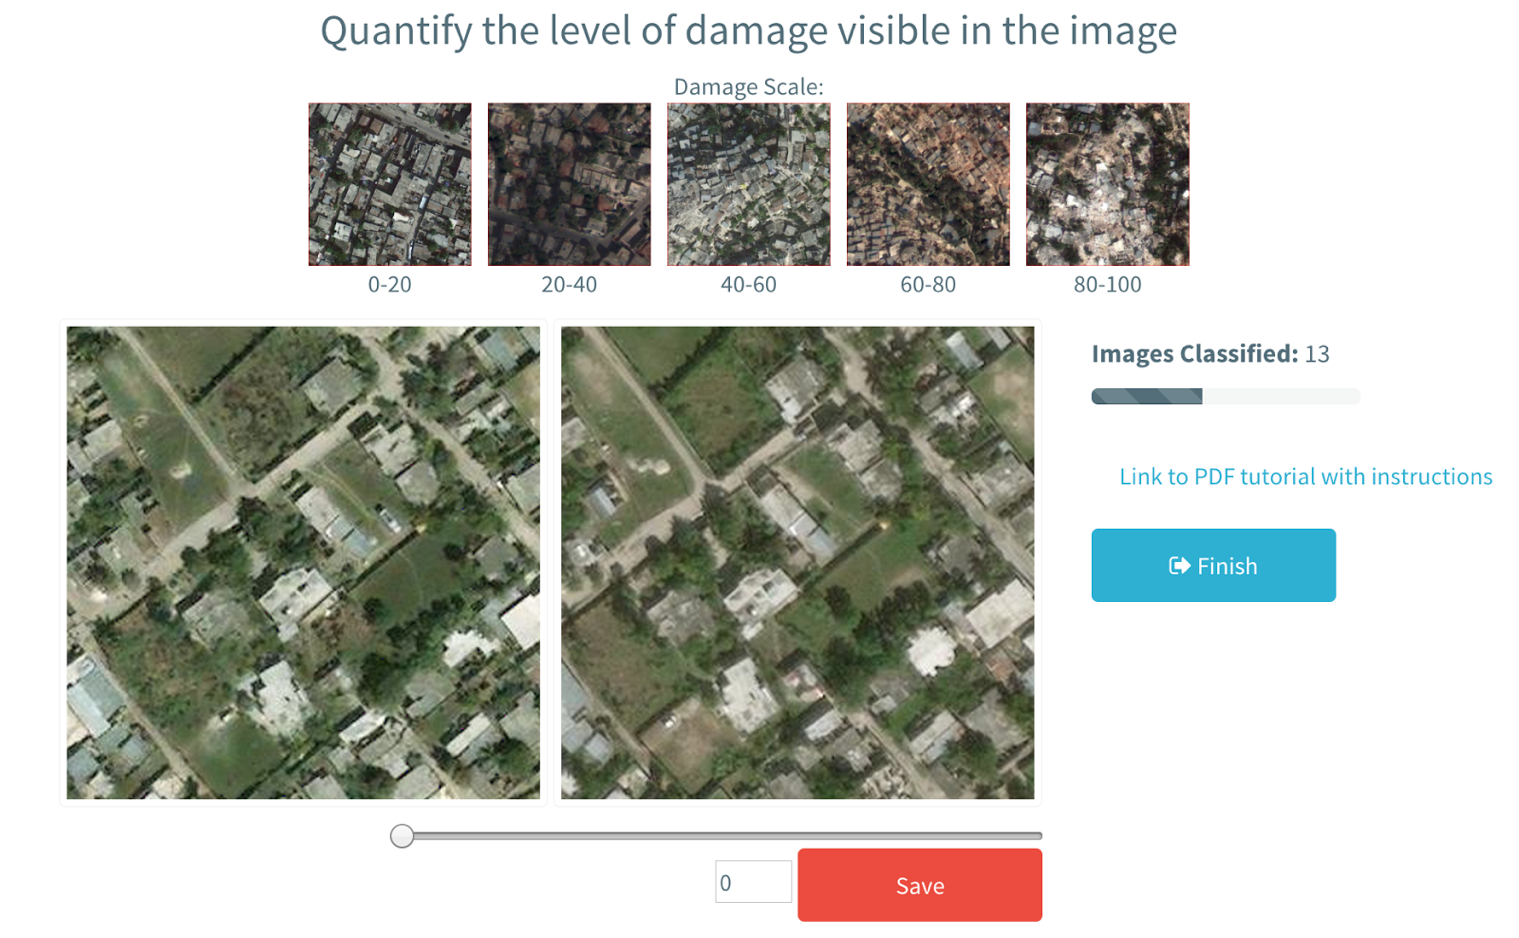 Quantify the level of damage visible in the image
Damage Scale:
0-20
20-40
40-60
60-80
80-100
Images Classified: 13
Link to PDF tutorial with instructions
Finish
0
Save